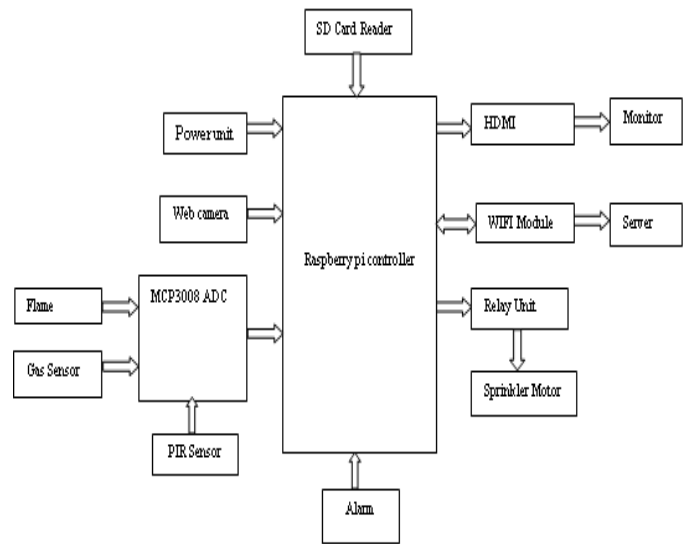 SD Card Reader
Power unit
HDMI
Monitor
Web camera
WIFI Module
Server
Raspberry pi controller
MCP3008 ADC
Flame
Relay Unit
Gas Sensor
Sprinkler Motor
PIR Sensor
Alarm